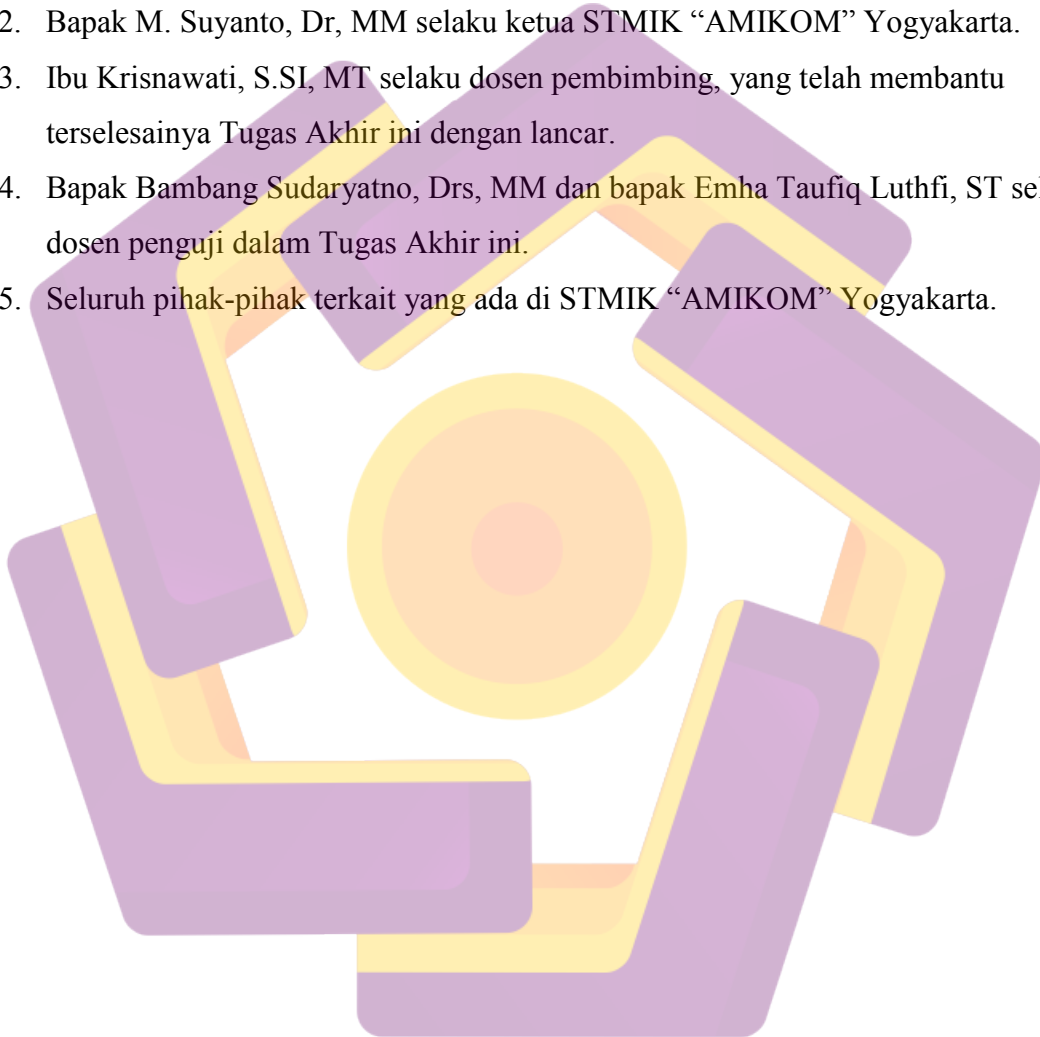 2. Bapak M. Suyanto, Dr, MM selaku ketua STMIK “AMIKOM” Yogyakarta.
3. Ibu Krisnawati, S.SI, MT selaku dosen pembimbing, yang telah membantu
terselesainya Tugas Akhir ini dengan lancar.
4. Bapak Bambang Sudaryatno, Drs, MM dan bapak Emha Taufiq Luthfi, ST
dosen penguji dalam Tugas Akhir ini.
5. Seluruh pihak-pihak terkait yang ada di STMIK “AMIKOM” Yogyakarta.